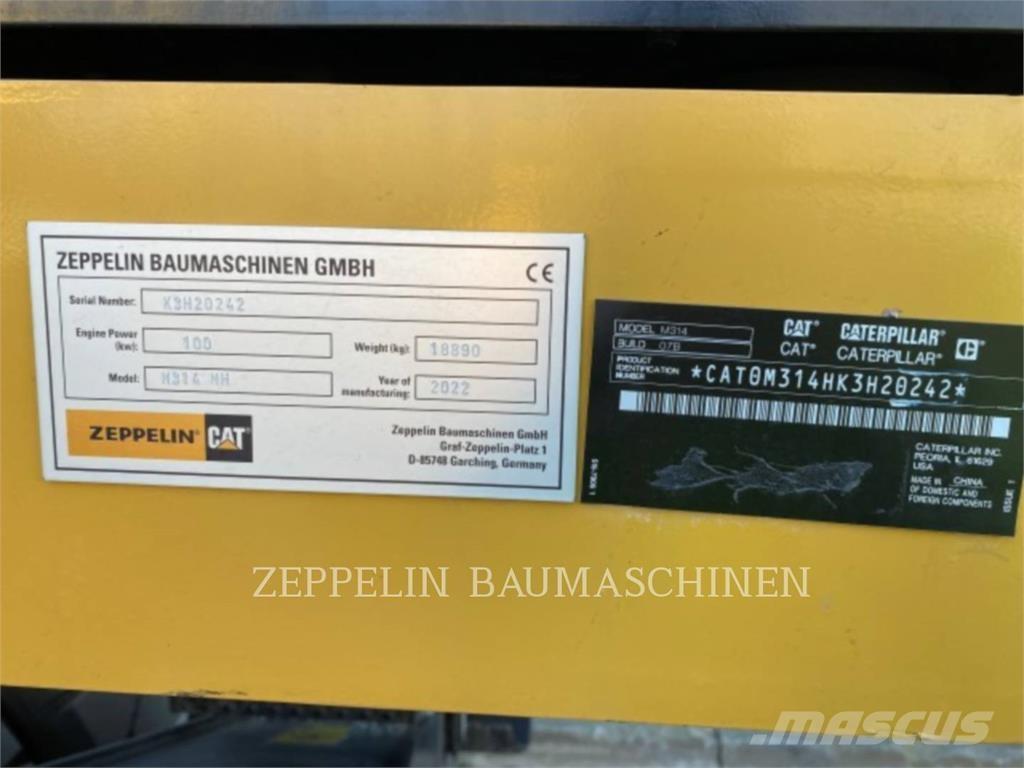 ZEPPELIN BAUMASCHINEN GMBH
CE
Serial Number: K3H20242
Engine Power (kw): 100
Weight (kg): 18890
Model: M314 MH
Year of manufacturing: 2022
ZEPPELIN CAT
Zeppelin Baumaschinen GmbH
Graf-Zeppelin-Platz 1
D-85748 Garching, Germany
MODEL M314
BUILD 07B
CAT® CATERPILLAR®
CAT® CATERPILLAR®
PRODUCT
IDENTIFICATION
NUMBER
*CAT0M314HK3H20242*
CATERPILLAR INC.
PEORIA, IL 61629
USA
MADE IN CHINA
OF DOMESTIC AND
FOREIGN COMPONENTS
ISSUE 1
ZEPPELIN BAUMASCHINEN
MASCUS